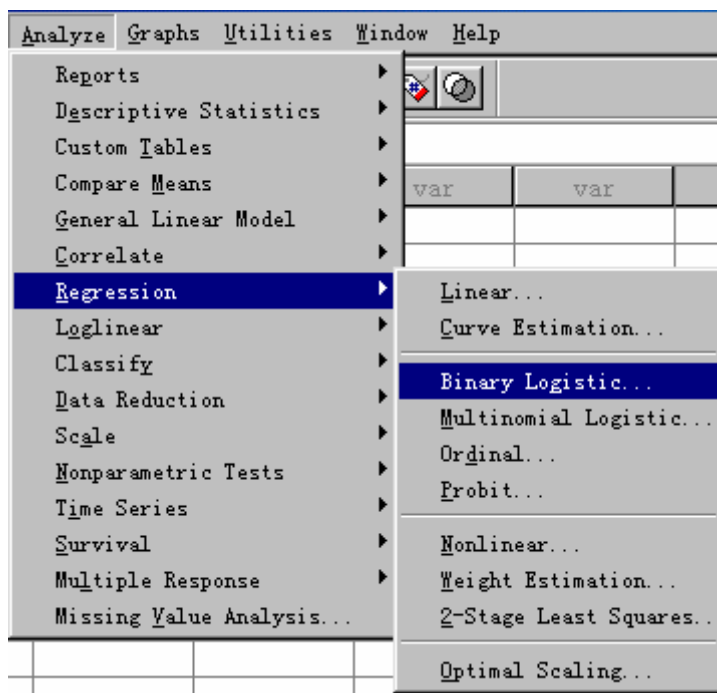 Analyze Graphs Utilities Window Help
Reports
Descriptive Statistics
Custom Tables
Compare Means
General Linear Model
Correlate
Regression
Loglinear
Classify
Data Reduction
Scale
Nonparametric Tests
Time Series
Survival
Multiple Response
Missing Value Analysis...
var var
Linear...
Curve Estimation...
Binary Logistic...
Multinomial Logistic...
Ordinal...
Probit...
Nonlinear...
Weight Estimation...
2-Stage Least Squares..
Optimal Scaling...